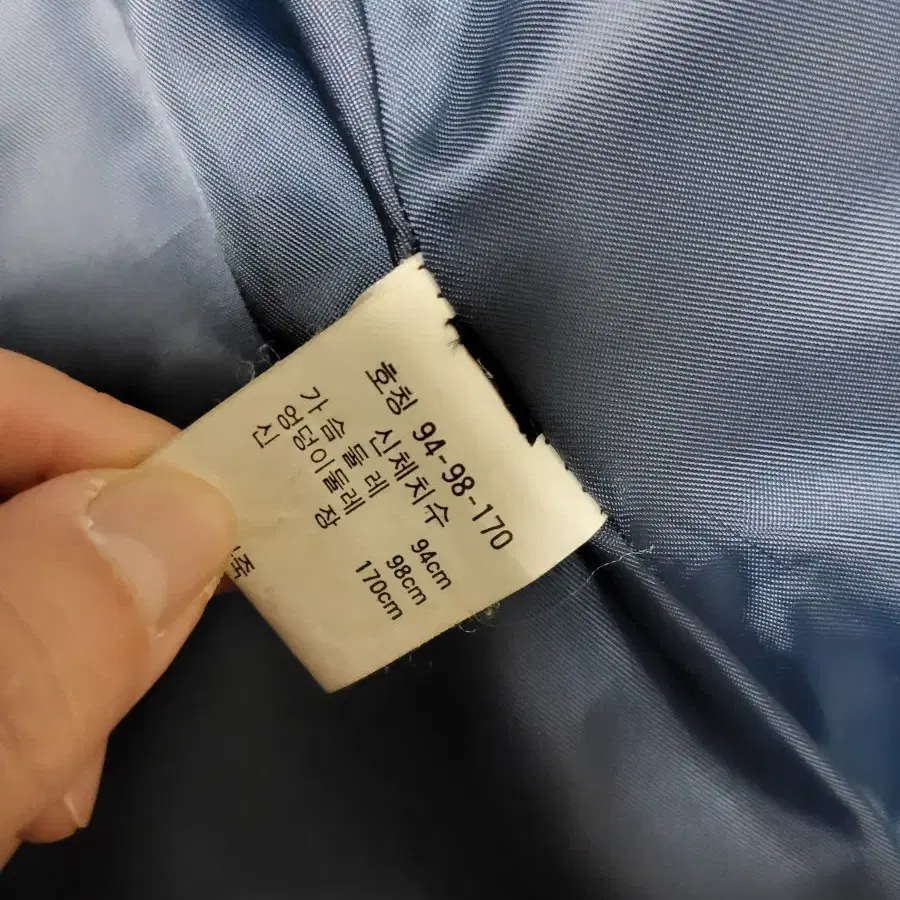 호칭 94-98-170
신체치수
가슴둘레 94cm
엉덩이둘레 98cm
신장 170cm